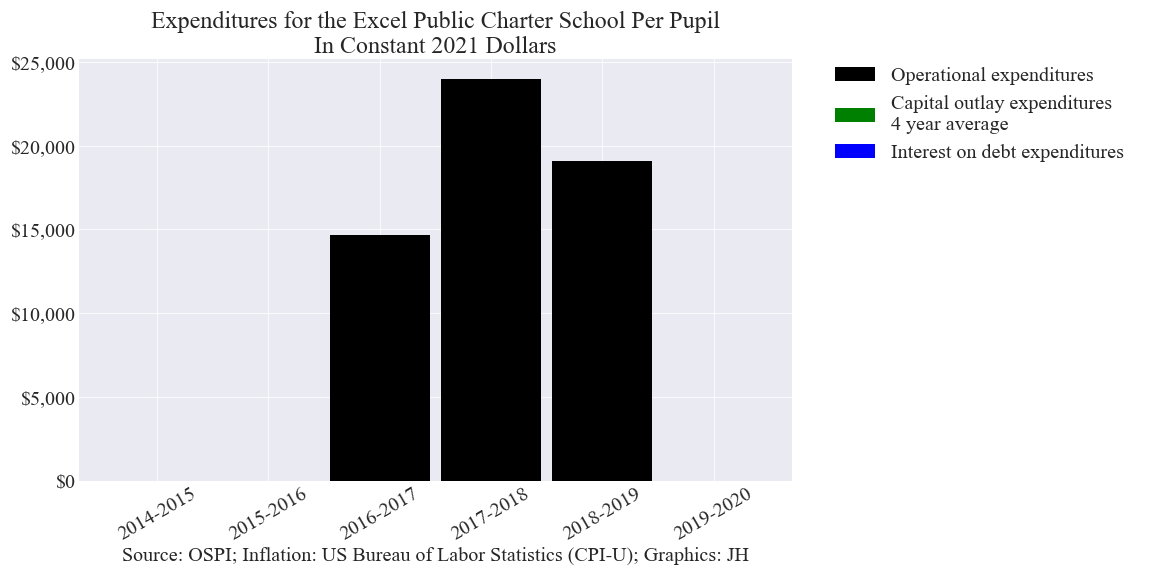 Expenditures for the Excel Public Charter School Per Pupil
In Constant 2021 Dollars
$25,000
$20,000
$15,000
$10,000
$5,000
$0
2014-2015
2015-2016
2016-2017
2017-2018
2018-2019
2019-2020
Source: OSPI; Inflation: US Bureau of Labor Statistics (CPI-U); Graphics: JH
Operational expenditures
Capital outlay expenditures
4 year average
Interest on debt expenditures